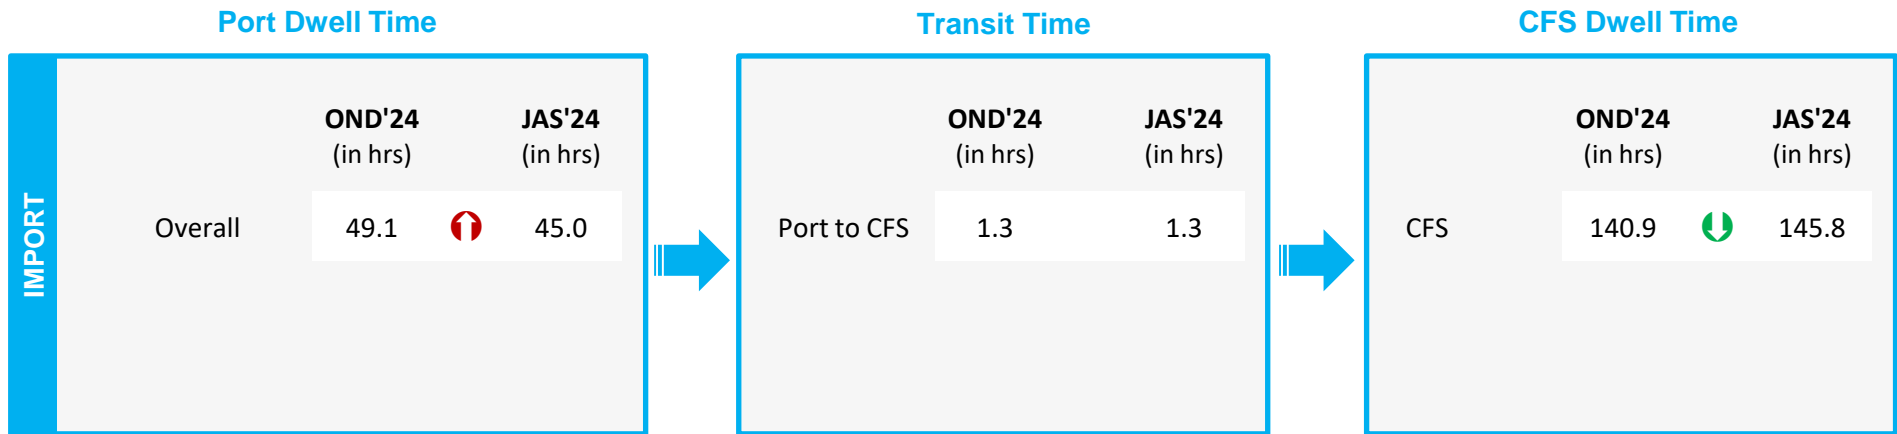 Port Dwell Time
Transit Time
CFS Dwell Time
IMPORT
OND'24 JAS'24
(in hrs) (in hrs)
Overall 49.1 45.0
OND'24 JAS'24
(in hrs) (in hrs)
Port to CFS 1.3 1.3
OND'24 JAS'24
(in hrs) (in hrs)
CFS 140.9 145.8